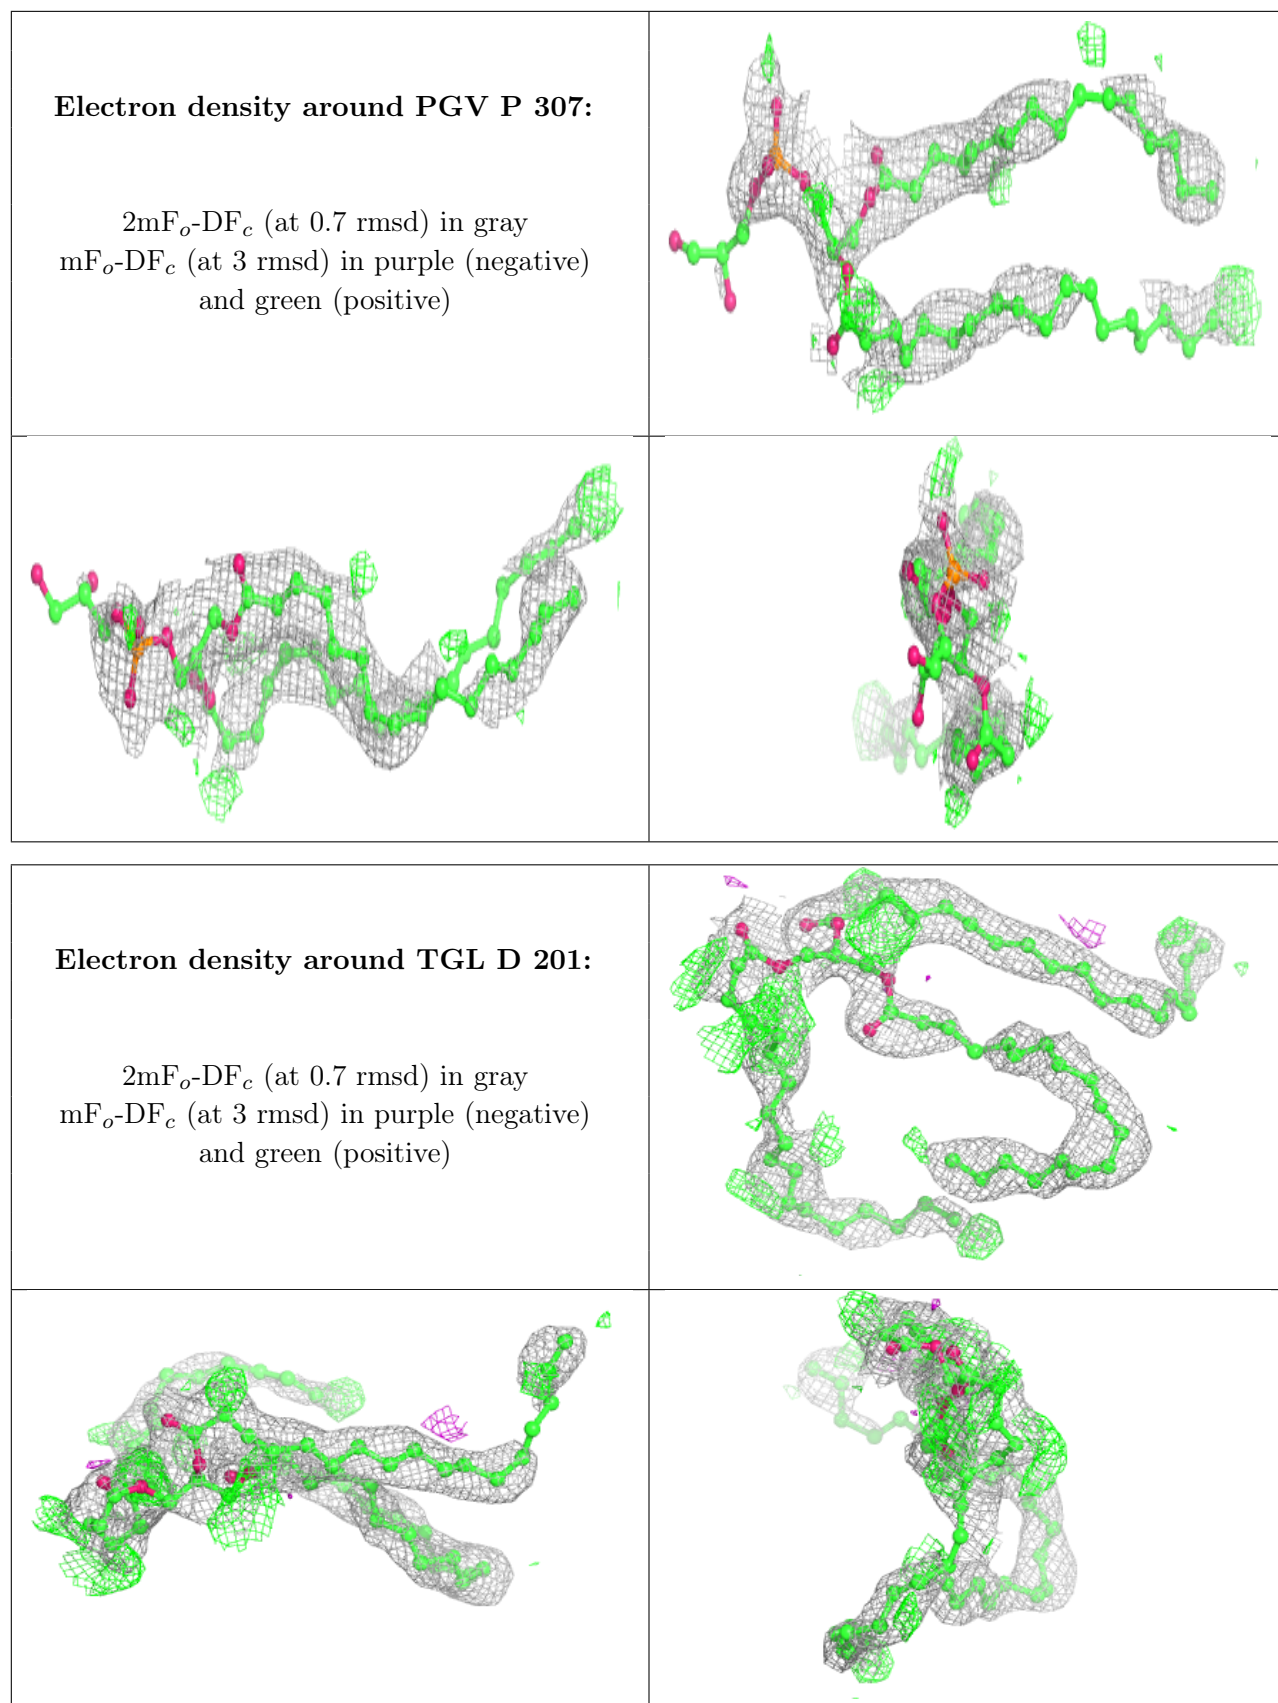 Electron density around PGV P 307:
2mFo-DFc (at 0.7 rmsd) in gray
mFo-DFc (at 3 rmsd) in purple (negative)
and green (positive)
Electron density around TGL D 201:
2mFo-DFc (at 0.7 rmsd) in gray
mFo-DFc (at 3 rmsd) in purple (negative)
and green (positive)